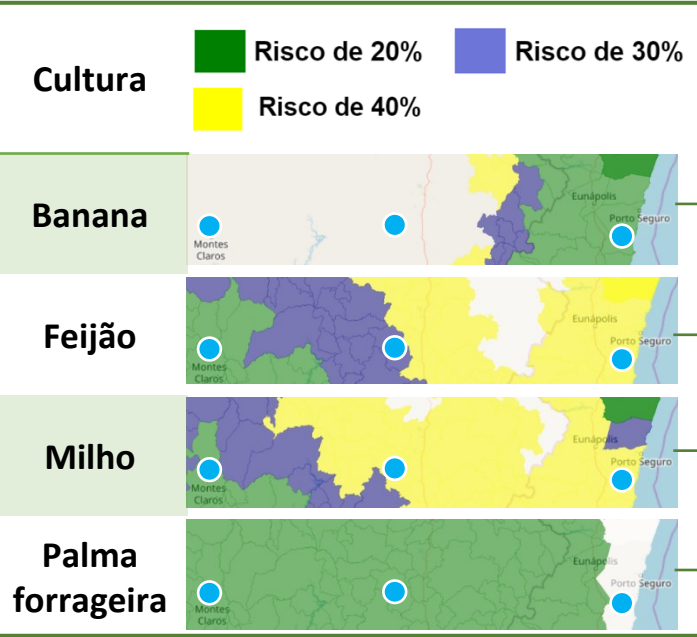 Cultura
Risco de 20%
Risco de 30%
Risco de 40%
Banana
Eunápolis
Porto Seguro
Montes
Claros
Feijão
Eunápolis
Porto Seguro
Montes
Claros
Milho
Eunápolis
Porto Seguro
Montes
Claros
Palma
forrageira
Eunápolis
Porto Seguro
Montes
Claros